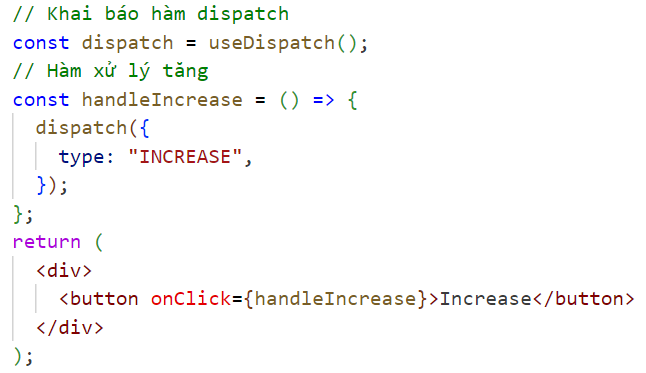 // Khai báo hàm dispatch
const dispatch = useDispatch();
// Hàm xử lý tăng
const handleIncrease = () => {
  dispatch({
    type: "INCREASE",
  });
};
return (
  <div>
    <button onClick={handleIncrease}>Increase</button>
  </div>
);